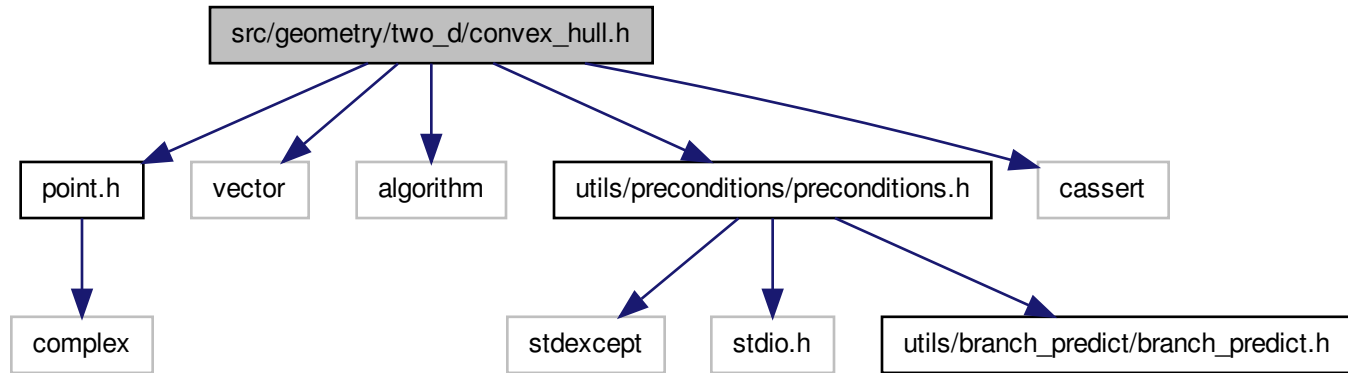 src/geometry/two_d/convex_hull.h
point.h
vector
algorithm
utils/preconditions/preconditions.h
cassert
complex
stdexcept
stdio.h
utils/branch_predict/branch_predict.h